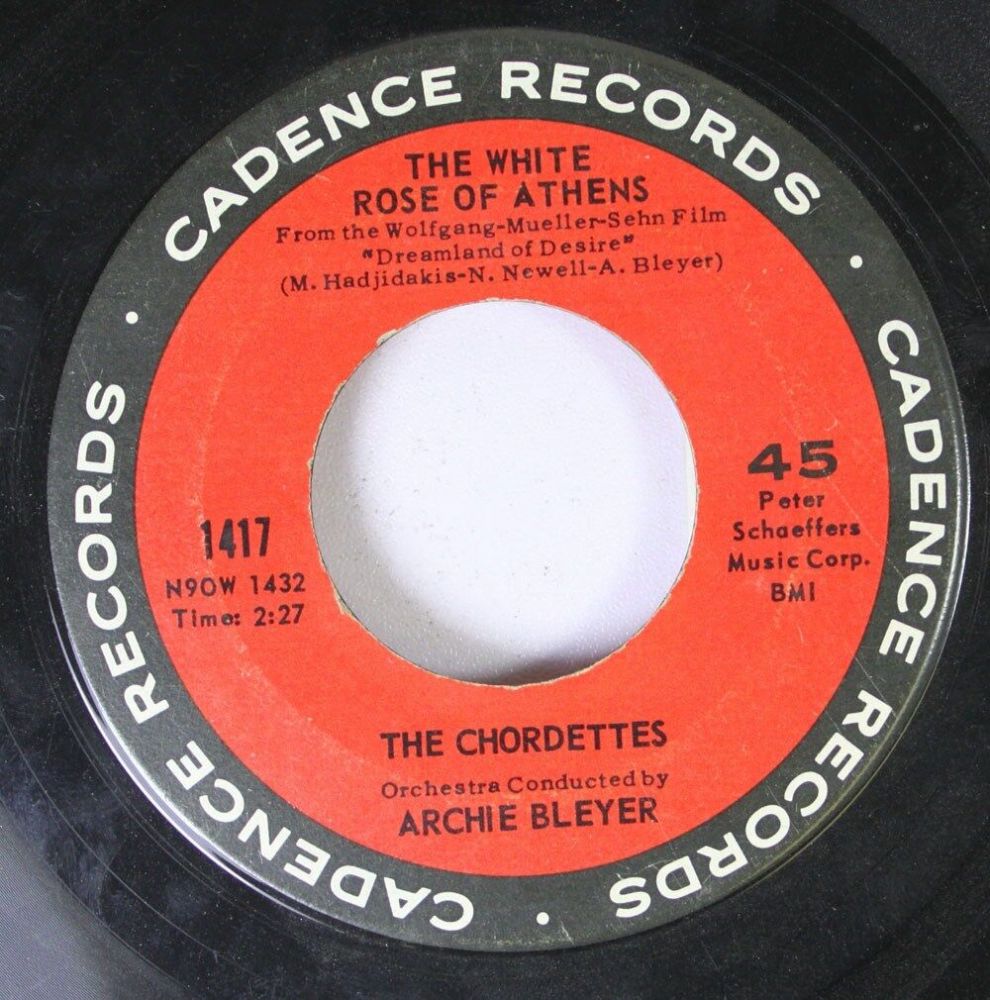 CADENCE RECORDS · CADENCE RECORDS · CADENCE RECORDS ·
THE WHITE
ROSE OF ATHENS
From the Wolfgang-Mueller-Sehn Film
"Dreamland of Desire"
(M. Hadjidakis-N. Newell-A. Bleyer)
45
Peter
Schaeffers
Music Corp.
BMI
1417
N9OW 1432
Time: 2:27
THE CHORDETTES
Orchestra Conducted by
ARCHIE BLEYER